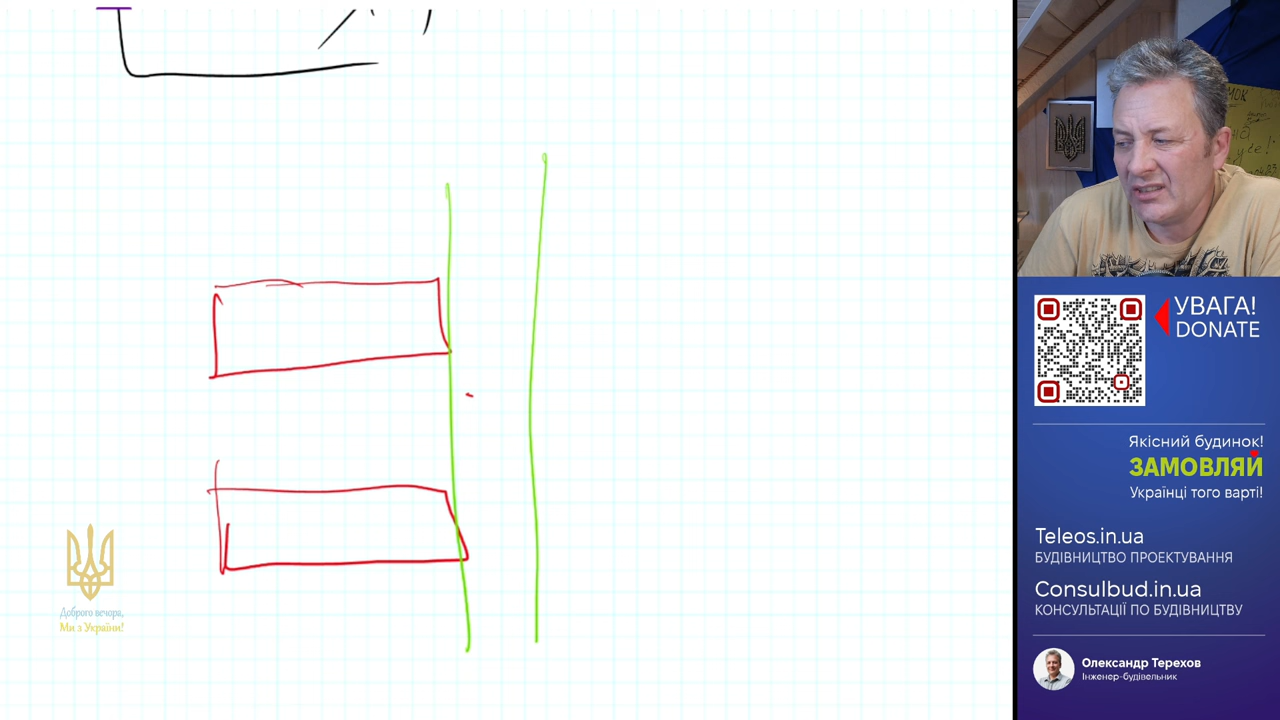 Доброго вечора,
Ми з України!
УВАГА!
DONATE
Якісний будинок!
ЗАМОВЛЯЙ
Українці того варті!
Teleos.in.ua
БУДІВНИЦТВО ПРОЕКТУВАННЯ
Consulbud.in.ua
КОНСУЛЬТАЦІЇ ПО БУДІВНИЦТВУ
Олександр Терехов
Інженер-будівельник